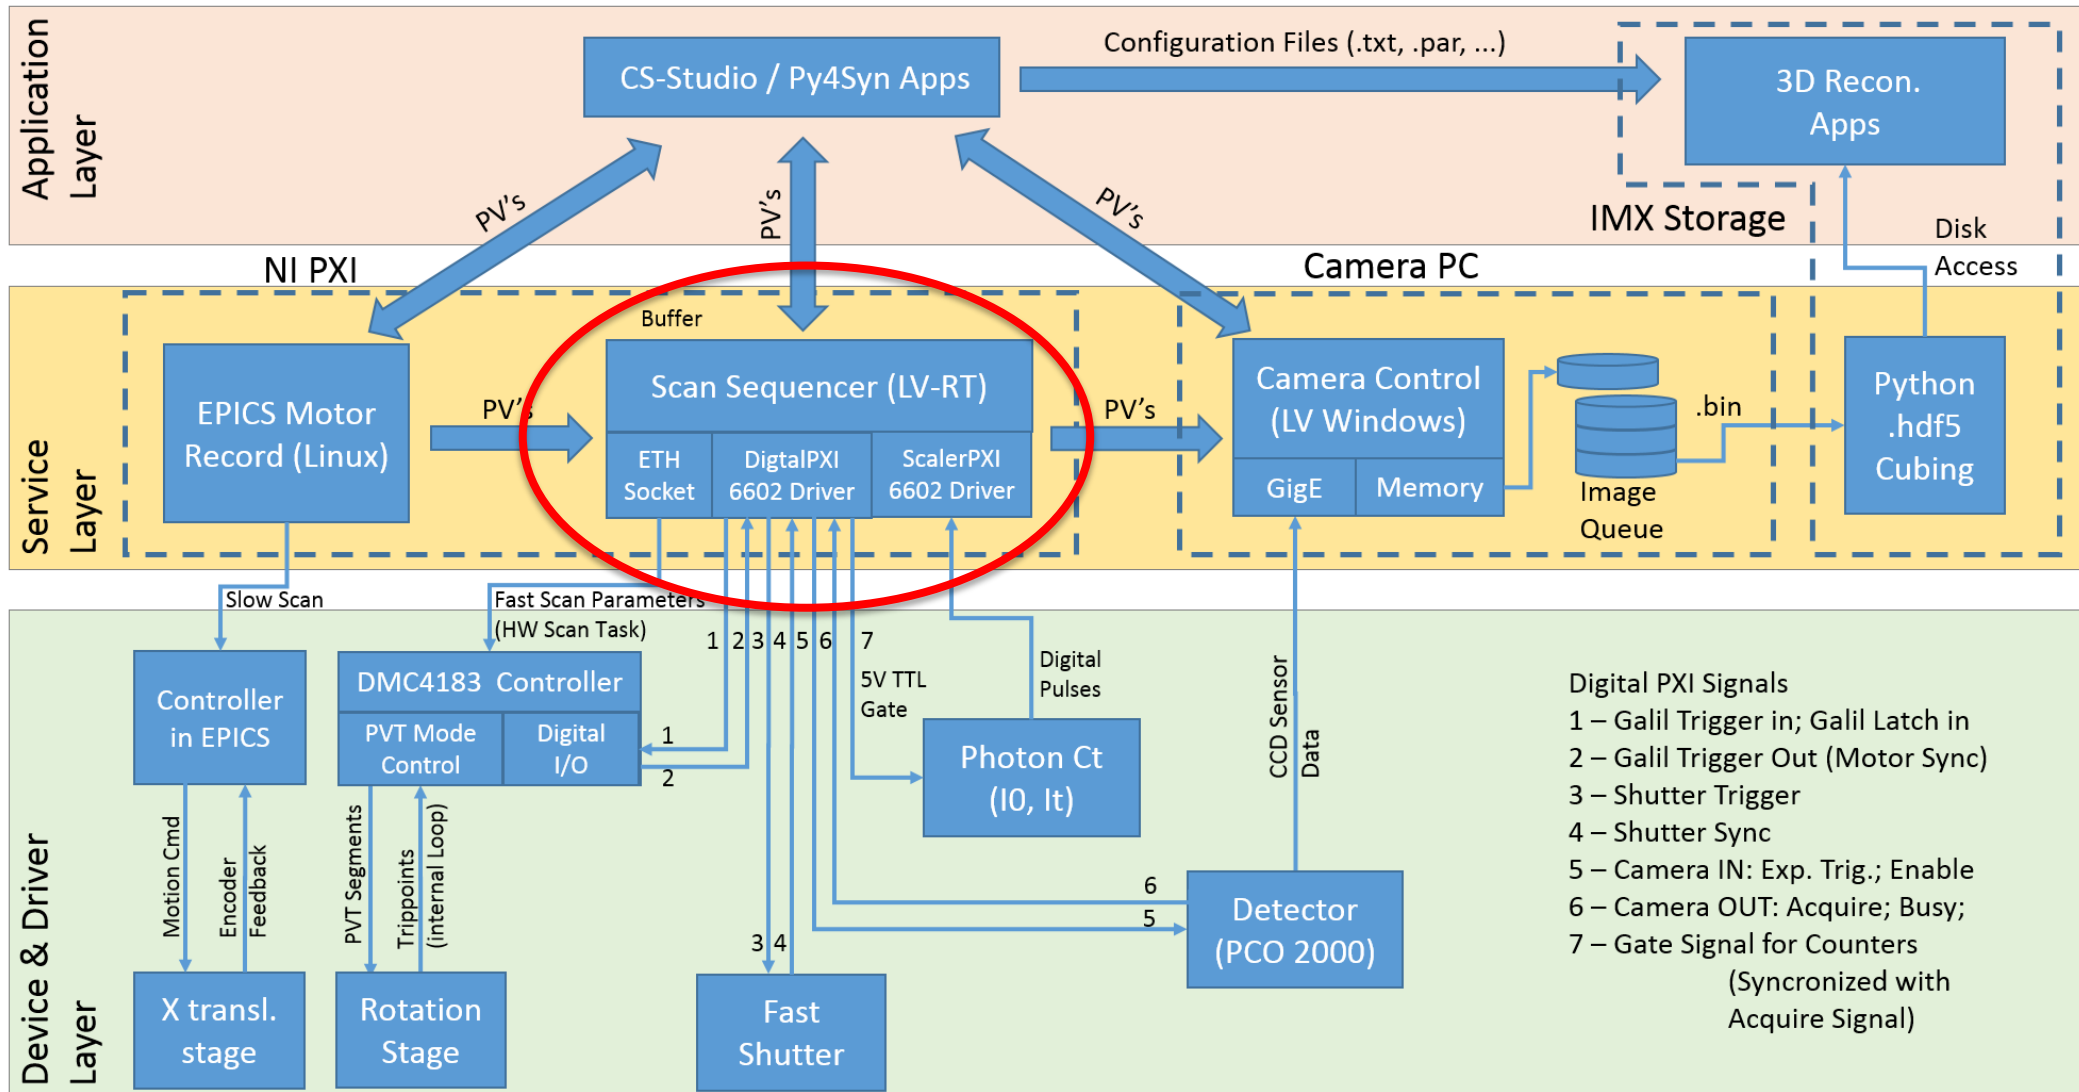 Application
Layer
CS-Studio / Py4Syn Apps
Configuration Files (.txt, .par, ...)
3D Recon.
Apps
PV's
PV's
PV's
IMX Storage
Disk
Access
NI PXI
Camera PC
Service
Layer
Buffer
EPICS Motor
Record (Linux)
PV's
Scan Sequencer (LV-RT)
ETH
Socket
DigtalPXI
6602 Driver
ScalerPXI
6602 Driver
PV's
Camera Control
(LV Windows)
GigE
Memory
Image
Queue
.bin
Python
.hdf5
Cubing
Device & Driver
Layer
Slow Scan
Fast Scan Parameters
(HW Scan Task)
1
2
3
4
5
6
7
5V TTL
Gate
Digital
Pulses
Controller
in EPICS
DMC4183 Controller
PVT Mode
Control
Digital
I/O
1
2
Photon Ct
(I0, It)
CCD Sensor
Data
Motion Cmd
Encoder
Feedback
PVT Segments
Trippoints
(internal Loop)
3
4
6
5
Detector
(PCO 2000)
X transl.
stage
Rotation
Stage
Fast
Shutter
Digital PXI Signals
1 – Galil Trigger in; Galil Latch in
2 – Galil Trigger Out (Motor Sync)
3 – Shutter Trigger
4 – Shutter Sync
5 – Camera IN: Exp. Trig.; Enable
6 – Camera OUT: Acquire; Busy;
7 – Gate Signal for Counters
(Syncronized with
Acquire Signal)